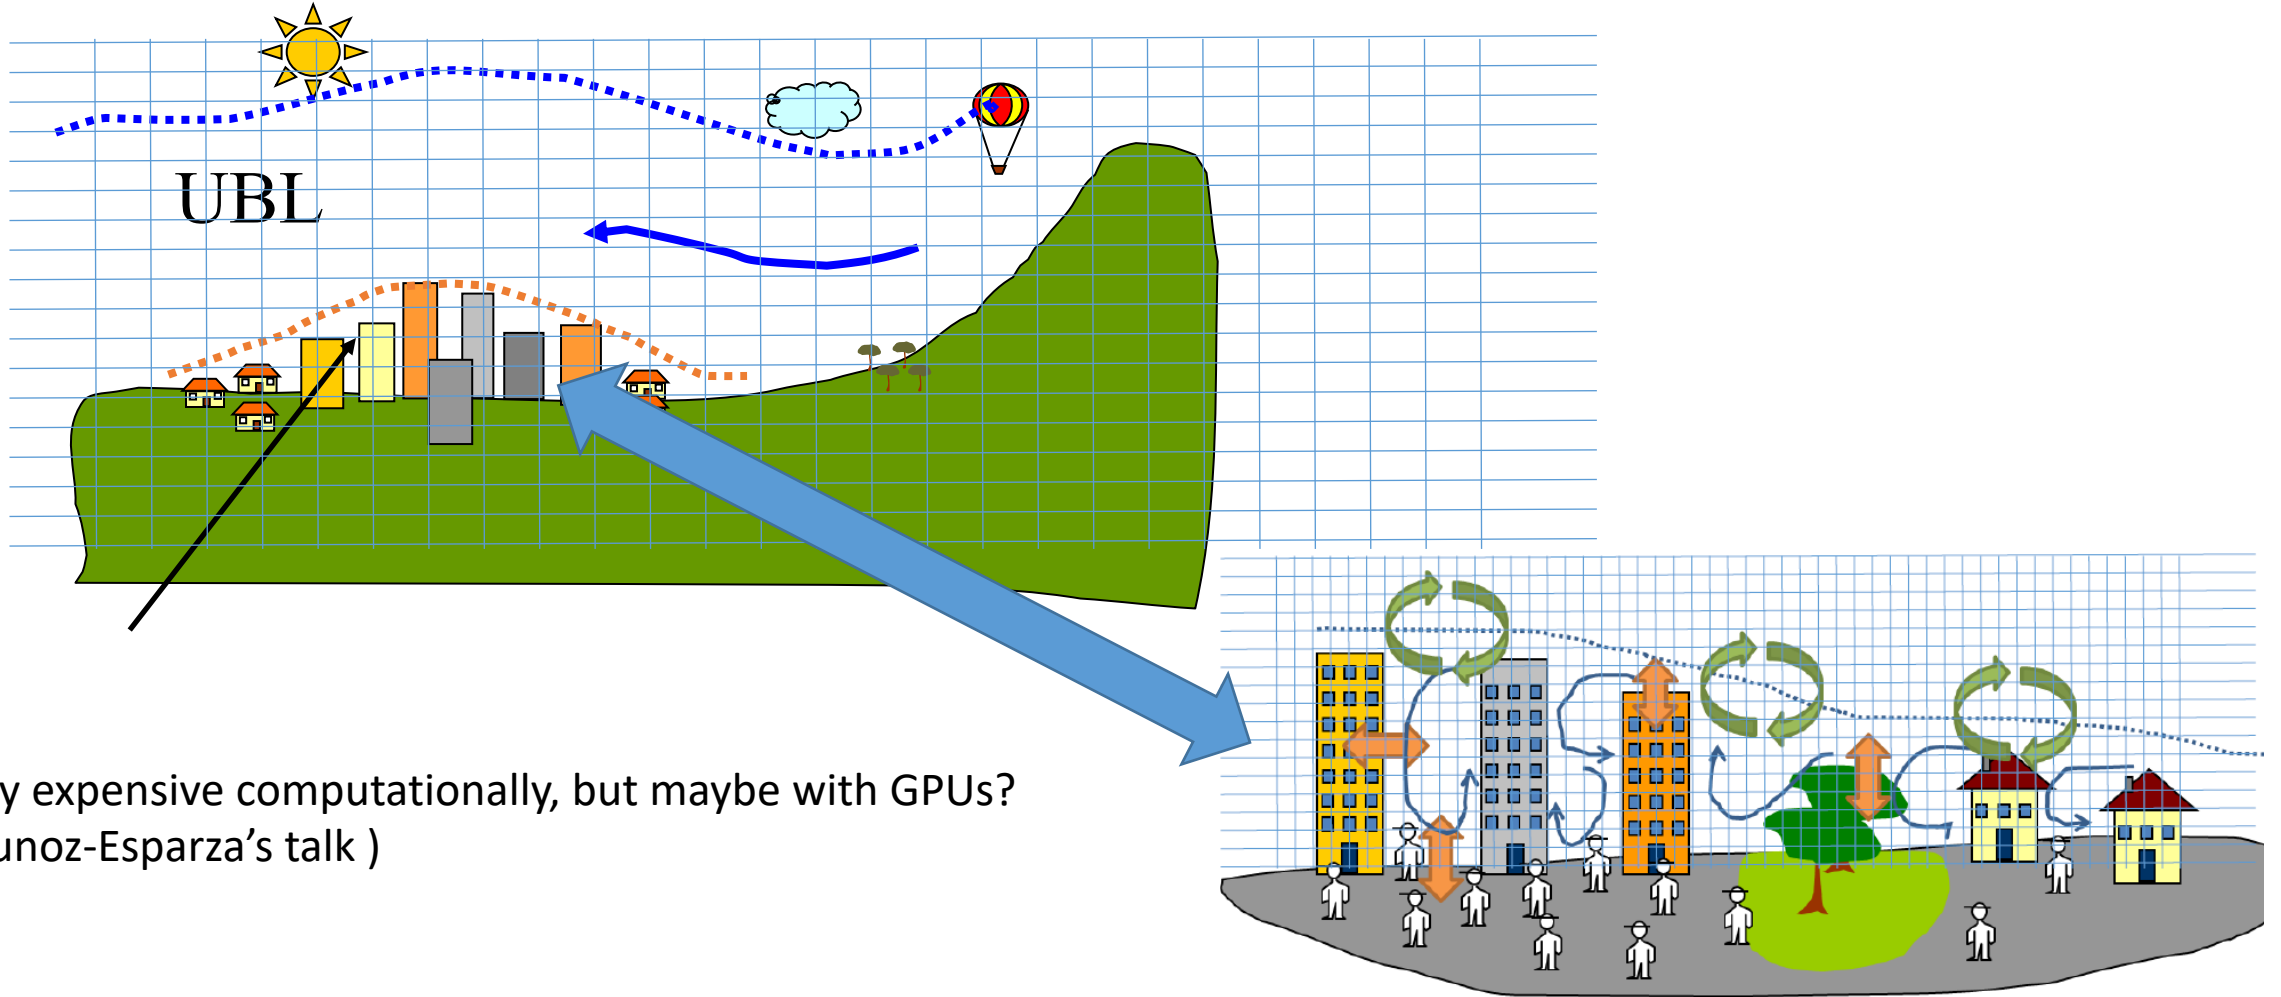 UBL
y expensive computationally, but maybe with GPUs?
unoz-Esparza’s talk )